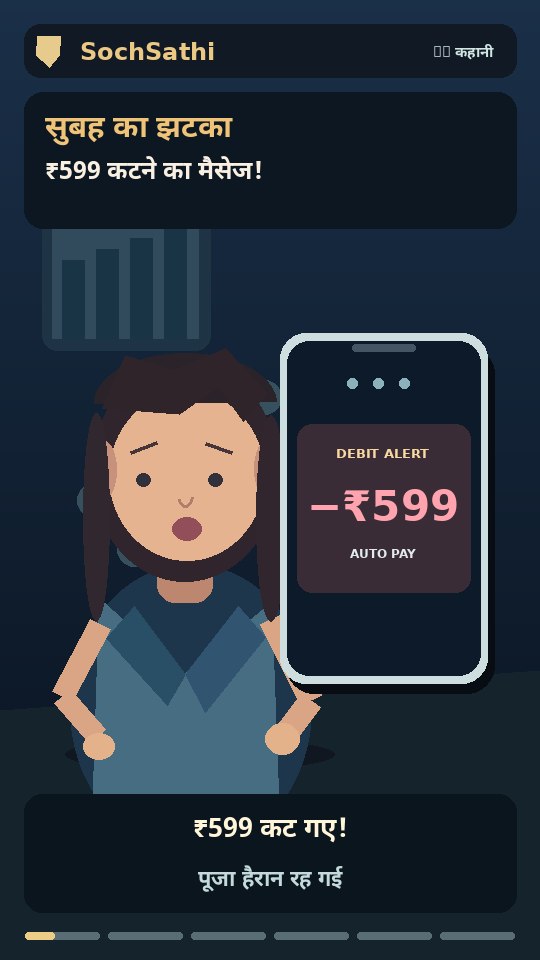 SochSathi
कहानी
सुबह का झटका
₹599 कटने का मैसेज!
DEBIT ALERT
−₹599
AUTO PAY
₹599 कट गए!
पूजा हैरान रह गई